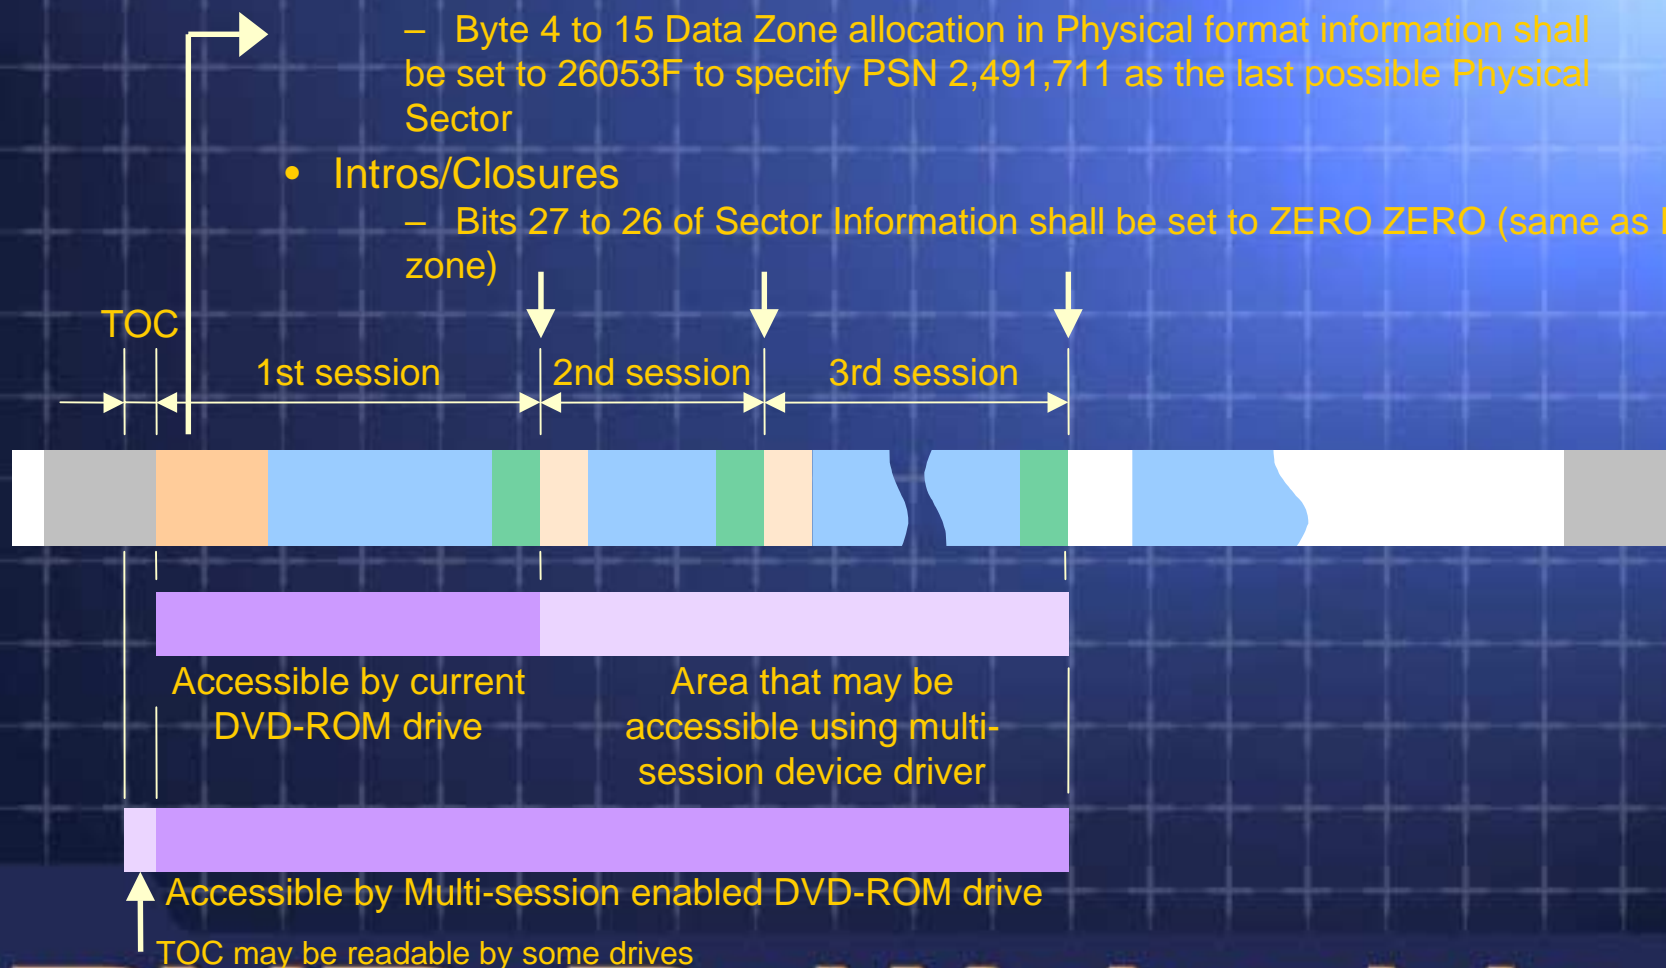 – Byte 4 to 15 Data Zone allocation in Physical format information shall
be set to 26053F to specify PSN 2,491,711 as the last possible Physical
Sector
• Intros/Closures
– Bits 27 to 26 of Sector Information shall be set to ZERO ZERO (same as
zone)
TOC
1st session
2nd session
3rd session
Accessible by current
DVD-ROM drive
Area that may be
accessible using multi-
session device driver
Accessible by Multi-session enabled DVD-ROM drive
TOC may be readable by some drives